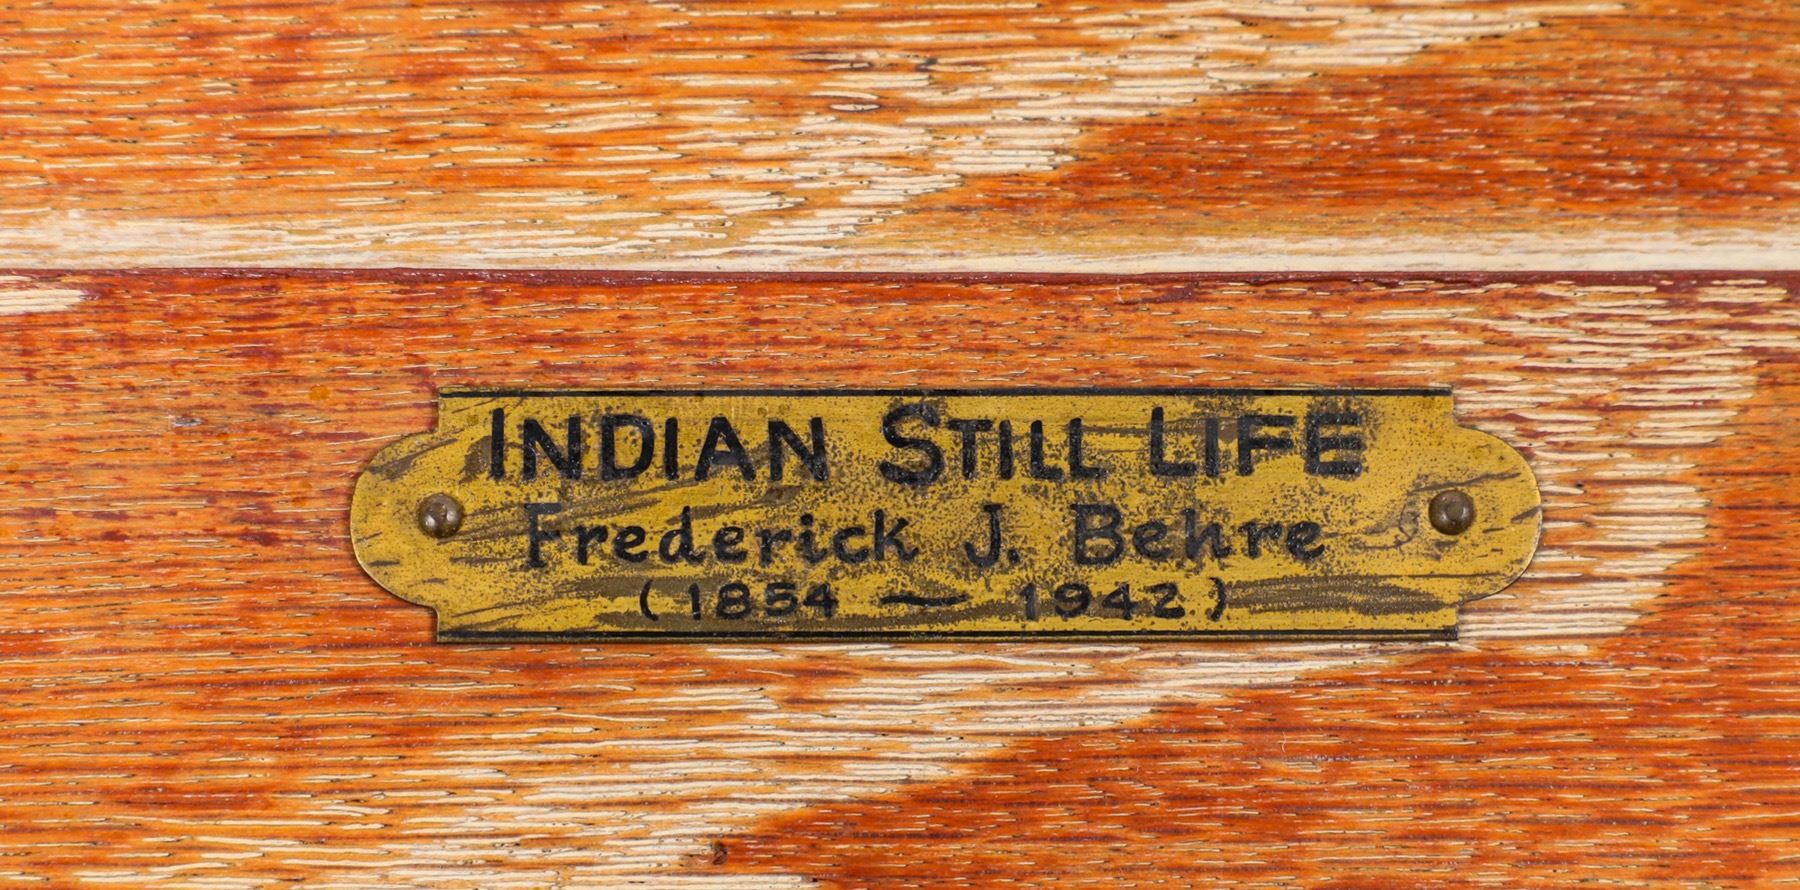 INDIAN STILL LIFE
Frederick J. Behre
(1854 — 1942)